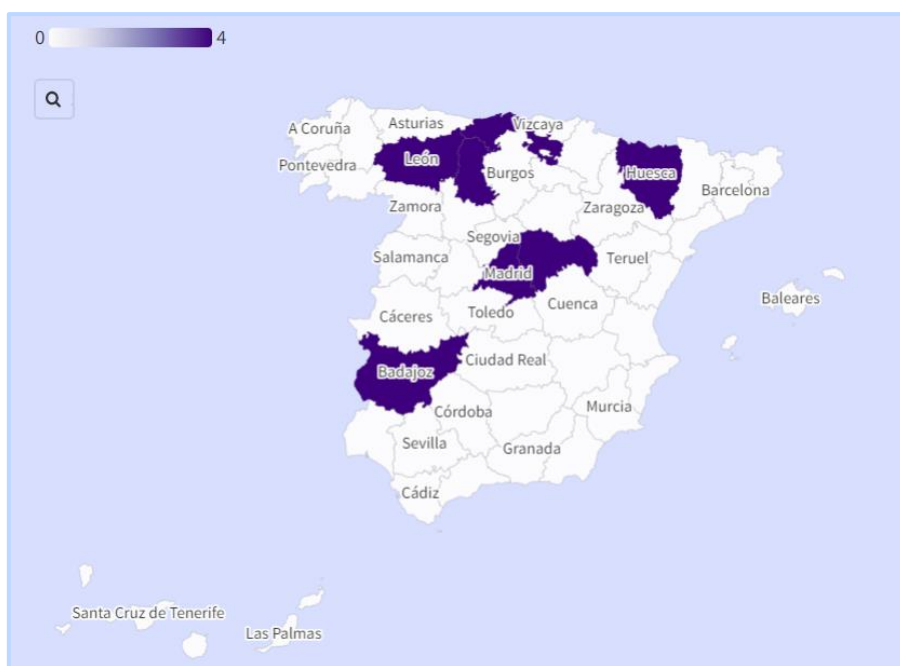 0 4
A Coruña
Asturias
Vizcaya
Pontevedra
León
Burgos
Huesca
Barcelona
Zamora
Zaragoza
Segovia
Salamanca
Madrid
Teruel
Cáceres
Toledo
Cuenca
Baleares
Badajoz
Ciudad Real
Córdoba
Murcia
Sevilla
Granada
Cádiz
Santa Cruz de Tenerife
Las Palmas